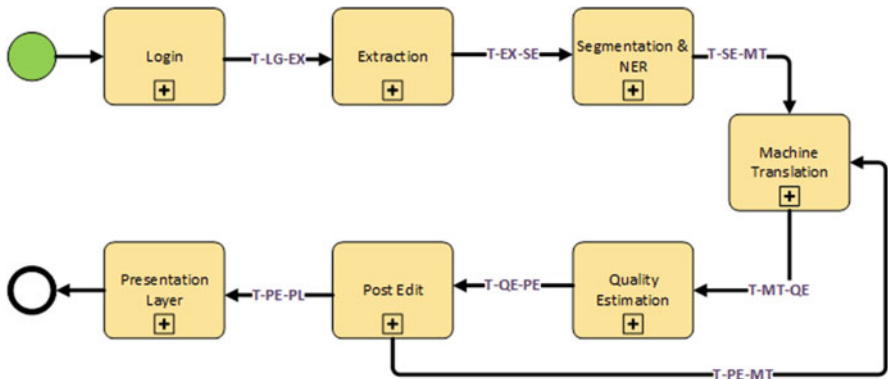 Login
T-LG-EX
Extraction
T-EX-SE
Segmentation &
NER
T-SE-MT
Machine
Translation
T-MT-QE
Quality
Estimation
T-QE-PE
Post Edit
T-PE-PL
Presentation
Layer
T-PE-MT